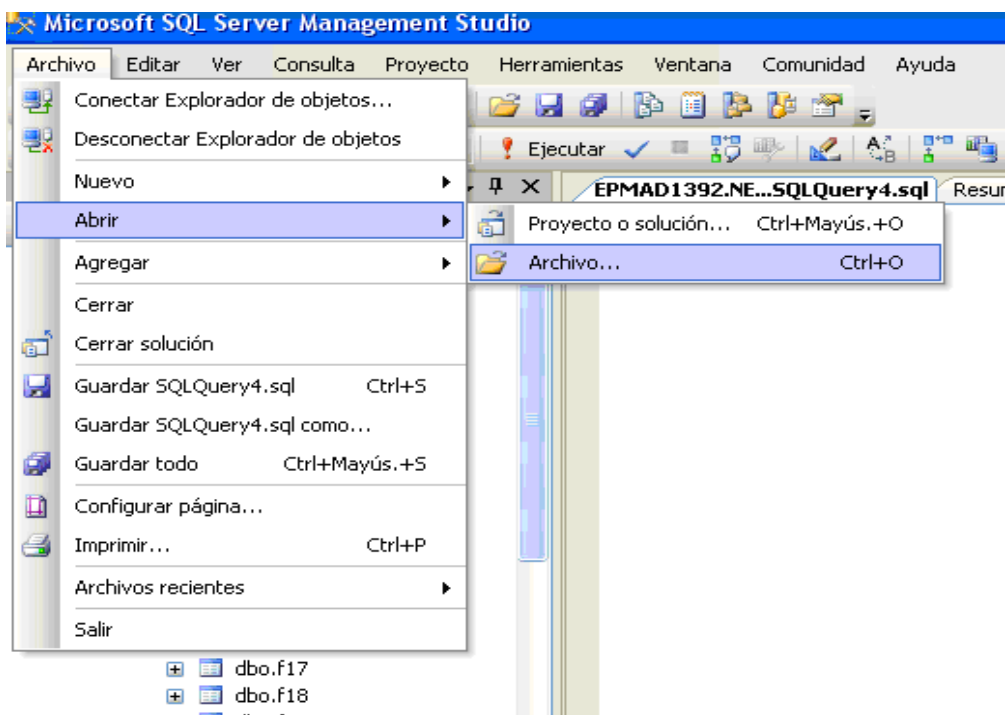 Microsoft SQL Server Management Studio
Archivo Editar Ver Consulta Proyecto Herramientas Ventana Comunidad Ayuda
Conectar Explorador de objetos...
Desconectar Explorador de objetos
Ejecutar
Nuevo
EPMAD1392.NE...SQLQuery4.sql
Abrir
Proyecto o solución... Ctrl+Mayús.+O
Agregar
Archivo... Ctrl+O
Cerrar
Cerrar solución
Guardar SQLQuery4.sql Ctrl+S
Guardar SQLQuery4.sql como...
Guardar todo Ctrl+Mayús.+S
Configurar página...
Imprimir... Ctrl+P
Archivos recientes
Salir
dbo.f17
dbo.f18